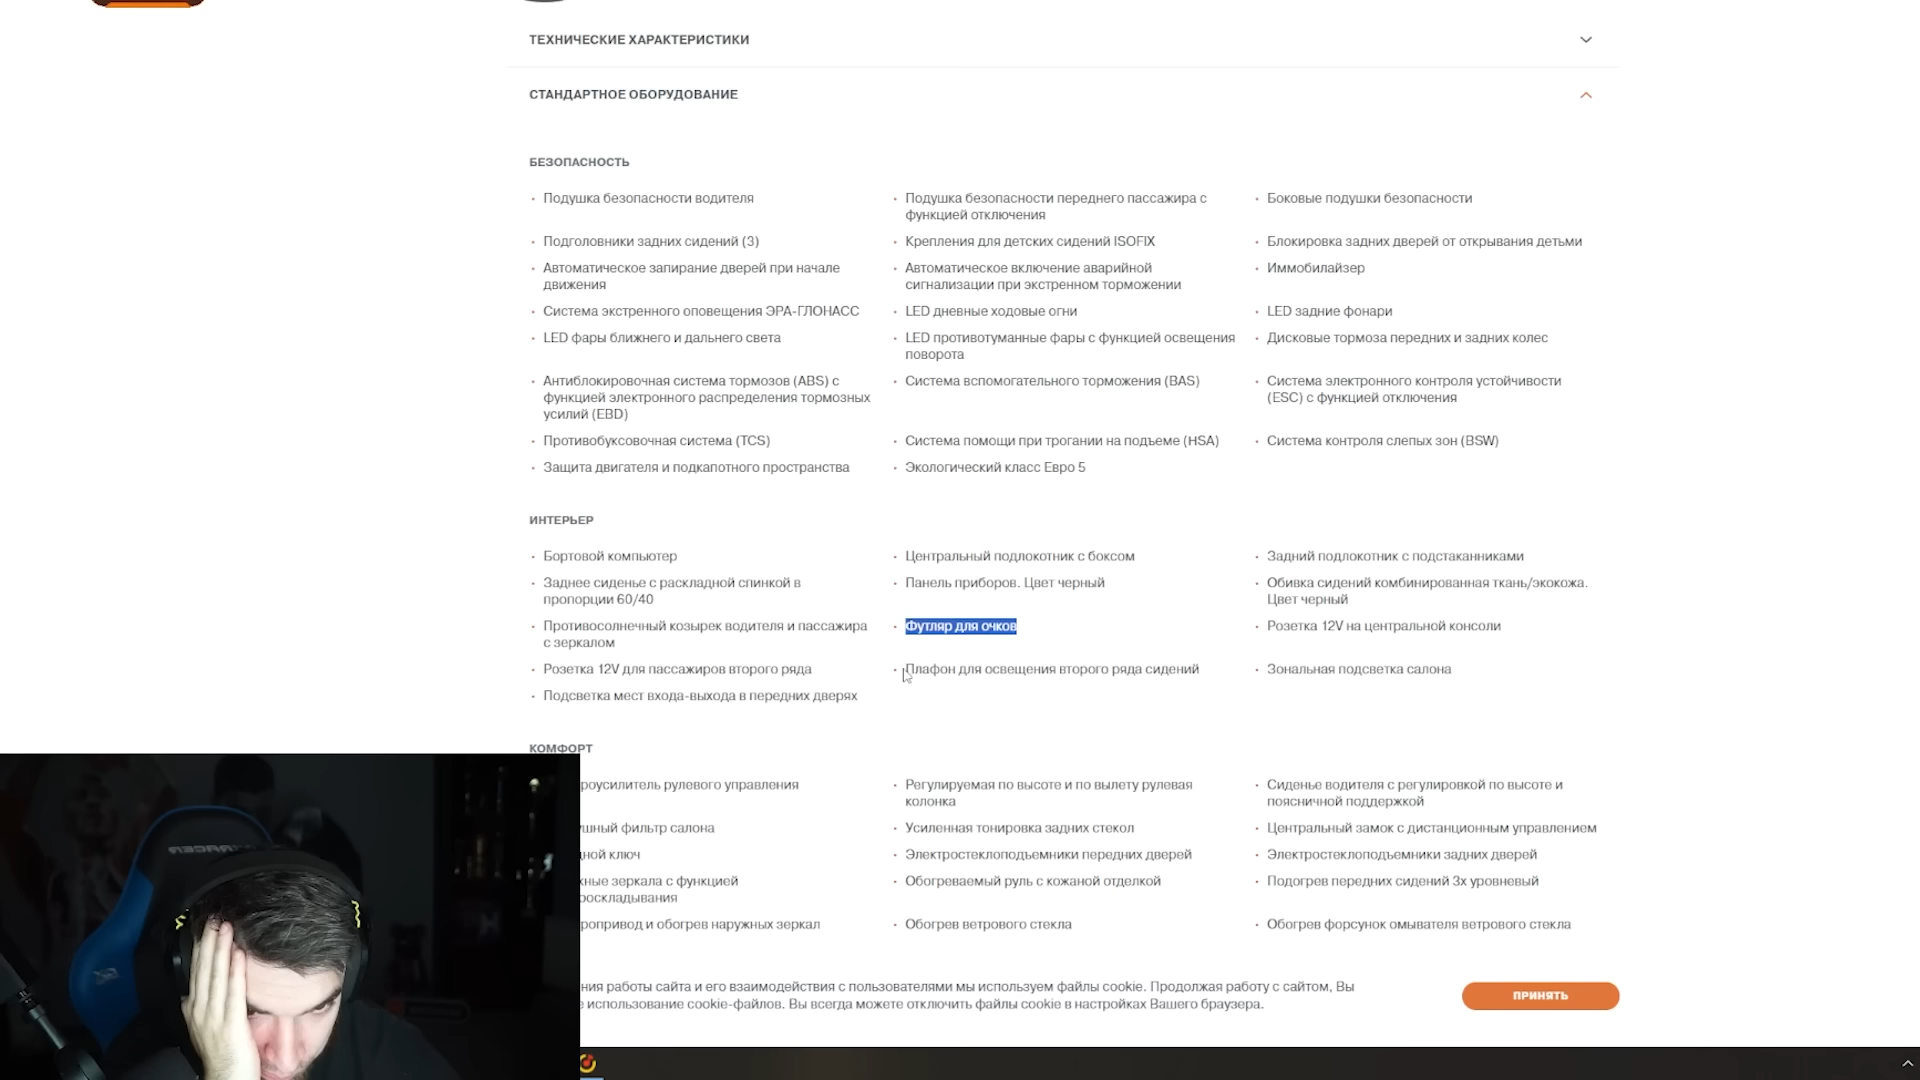 ТЕХНИЧЕСКИЕ ХАРАКТЕРИСТИКИ
СТАНДАРТНОЕ ОБОРУДОВАНИЕ
БЕЗОПАСНОСТЬ
Подушка безопасности водителя
Подушка безопасности переднего пассажира с
функцией отключения
Боковые подушки безопасности
Подголовники задних сидений (3)
Крепления для детских сидений ISOFIX
Блокировка задних дверей от открывания детьми
Автоматическое запирание дверей при начале
движения
Автоматическое включение аварийной
сигнализации при экстренном торможении
Иммобилайзер
Система экстренного оповещения ЭРА-ГЛОНАСС
LED дневные ходовые огни
LED задние фонари
LED фары ближнего и дальнего света
LED противотуманные фары с функцией освещения
поворота
Дисковые тормоза передних и задних колес
Антиблокировочная система тормозов (ABS) с
функцией электронного распределения тормозных
усилий (EBD)
Система вспомогательного торможения (BAS)
Система электронного контроля устойчивости
(ESC) с функцией отключения
Противобуксовочная система (TCS)
Система помощи при трогании на подъеме (HSA)
Система контроля слепых зон (BSW)
Защита двигателя и подкапотного пространства
Экологический класс Евро 5
ИНТЕРЬЕР
Бортовой компьютер
Центральный подлокотник с боксом
Задний подлокотник с подстаканниками
Заднее сиденье с раскладной спинкой в
пропорции 60/40
Панель приборов. Цвет черный
Обивка сидений комбинированная ткань/экокожа.
Цвет черный
Противосолнечный козырек водителя и пассажира
с зеркалом
Футляр для очков
Розетка 12V на центральной консоли
Розетка 12V для пассажиров второго ряда
Плафон для освещения второго ряда сидений
Зональная подсветка салона
Подсветка мест входа-выхода в передних дверях
КОМФОРТ
роусилитель рулевого управления
Регулируемая по высоте и по вылету рулевая
колонка
Сиденье водителя с регулировкой по высоте и
поясничной поддержкой
шный фильтр салона
Усиленная тонировка задних стекол
Центральный замок с дистанционным управлением
дной ключ
Электростеклоподъемники передних дверей
Электростеклоподъемники задних дверей
жные зеркала с функцией
роскладывания
Обогреваемый руль с кожаной отделкой
Подогрев передних сидений 3х уровневый
ропривод и обогрев наружных зеркал
Обогрев ветрового стекла
Обогрев форсунок омывателя ветрового стекла
ния работы сайта и его взаимодействия с пользователями мы используем файлы cookie. Продолжая работу с сайтом, Вы
использование cookie-файлов. Вы всегда можете отключить файлы cookie в настройках Вашего браузера.
ПРИНЯТЬ